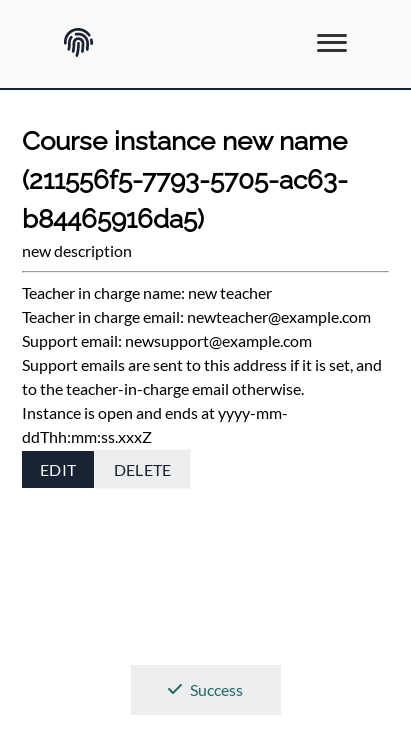 Course instance new name
(211556f5-7793-5705-ac63-
b84465916da5)
new description
Teacher in charge name: new teacher
Teacher in charge email: newteacher@example.com
Support email: newsupport@example.com
Support emails are sent to this address if it is set, and
to the teacher-in-charge email otherwise.
Instance is open and ends at yyyy-mm-
ddThh:mm:ss.xxxZ
EDIT DELETE
Success